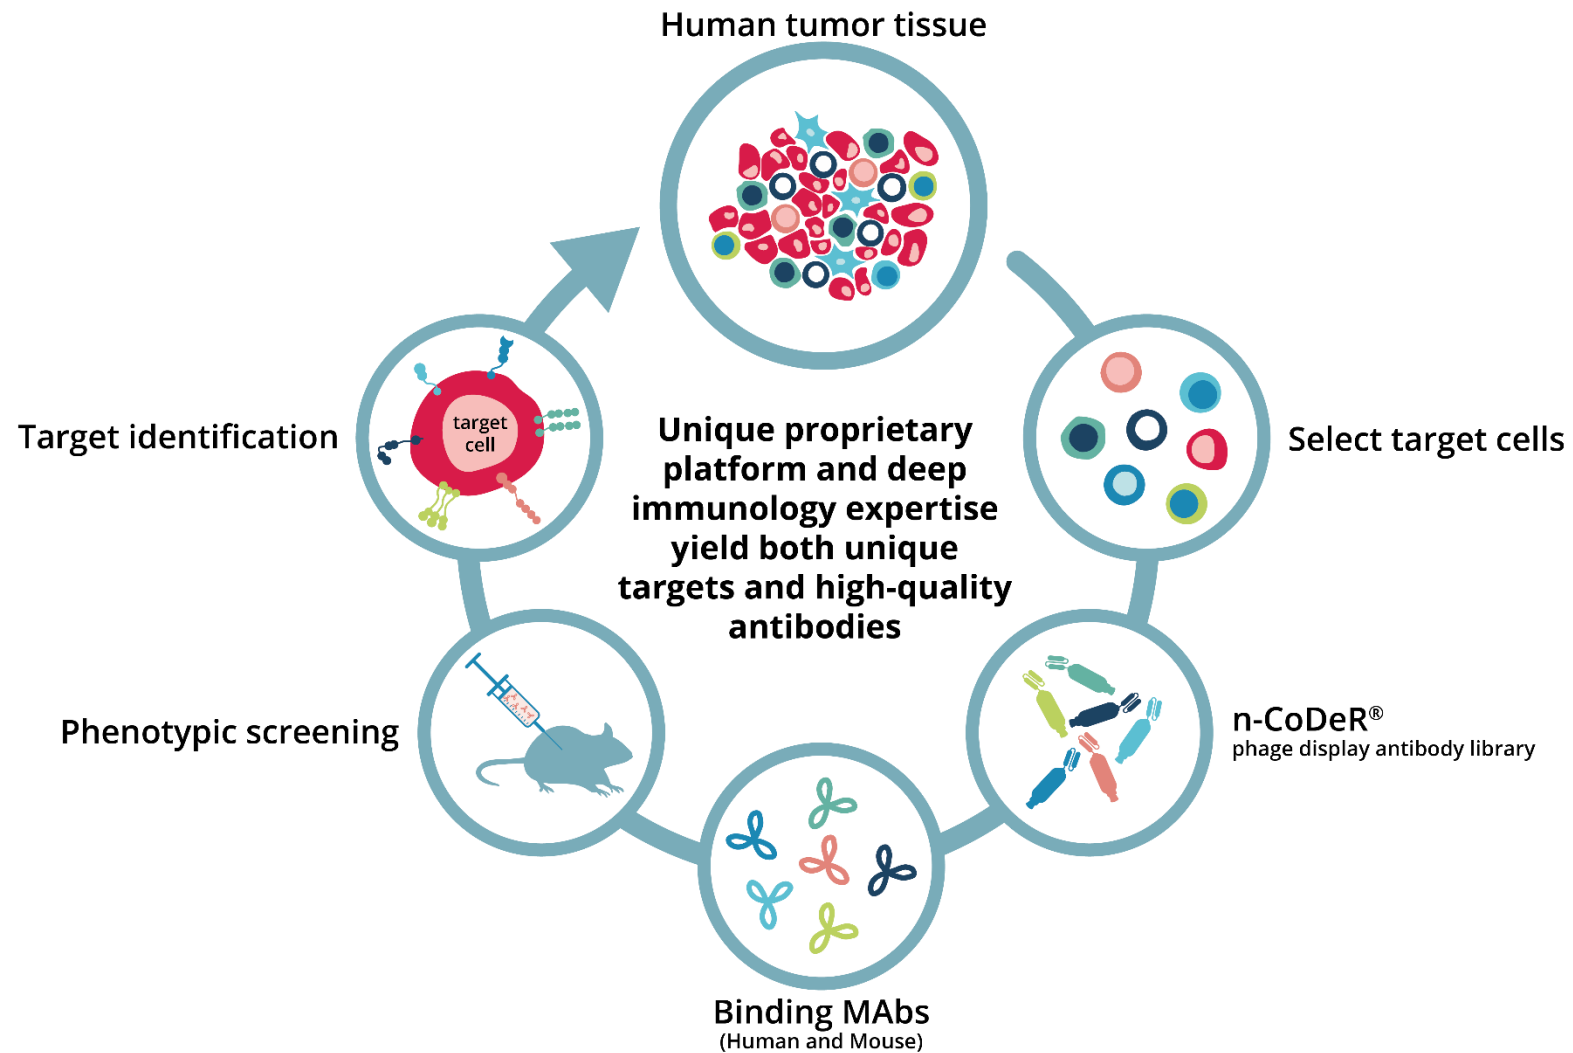 Human tumor tissue
Select target cells
n-CoDeR®
phage display antibody library
Binding MAbs
(Human and Mouse)
Phenotypic screening
Target identification
target
cell
Unique proprietary
platform and deep
immunology expertise
yield both unique
targets and high-quality
antibodies